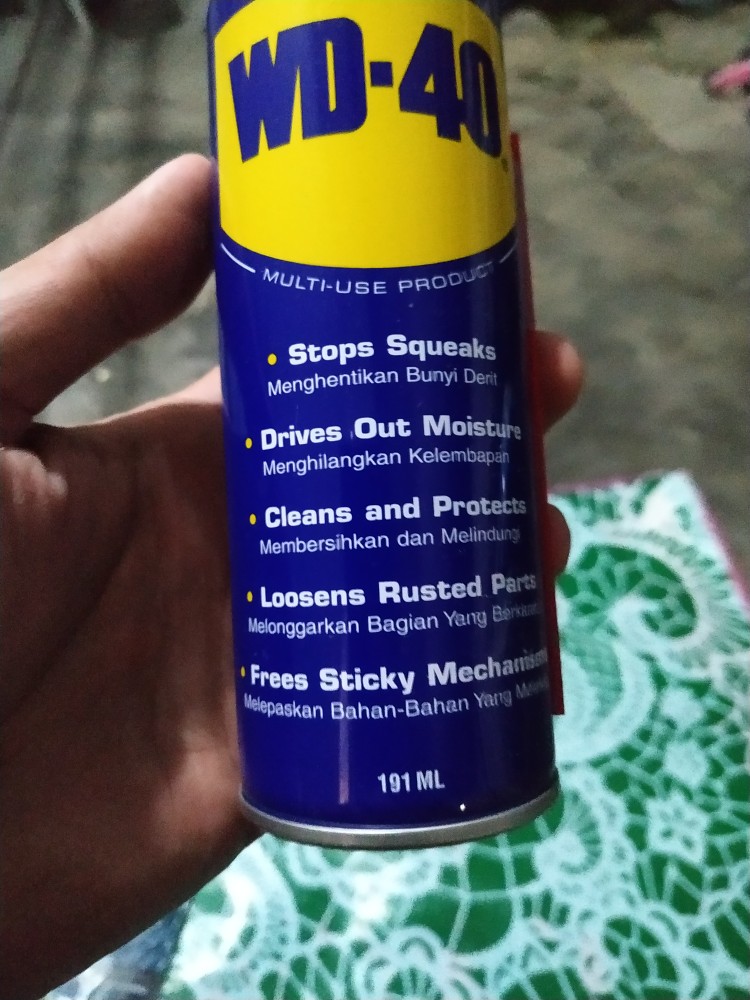 WD-40
MULTI-USE PRODUCT
• Stops Squeaks
Menghentikan Bunyi Derit
• Drives Out Moisture
Menghilangkan Kelembapan
• Cleans and Protects
Membersihkan dan Melindungi
• Loosens Rusted Parts
Melonggarkan Bagian Yang
• Frees Sticky
Melepaskan Bahan-Bahan Yang
191 ML